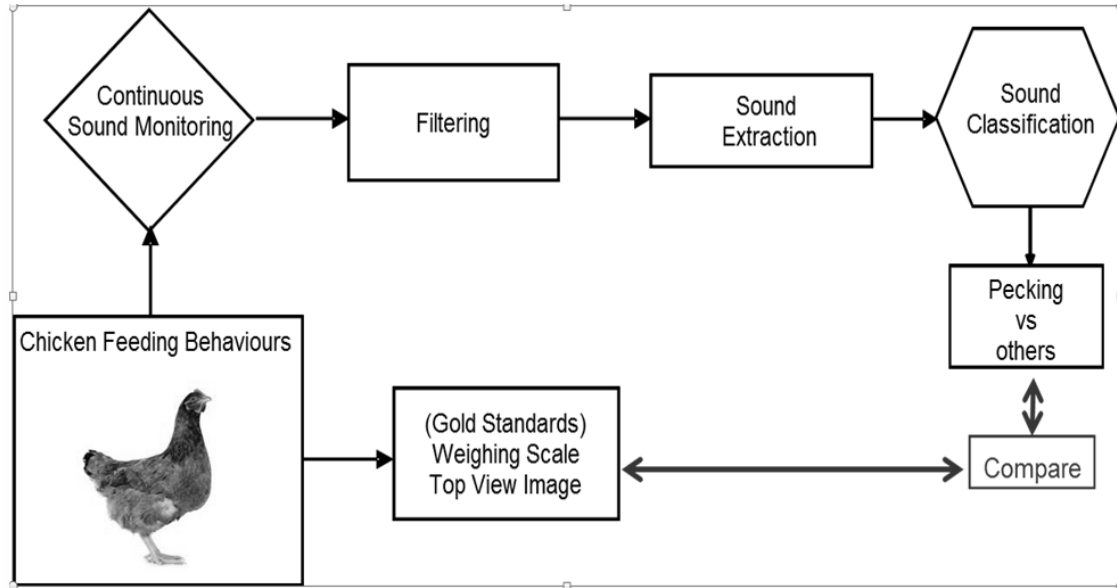 Continuous
Sound Monitoring
Filtering
Sound
Extraction
Sound
Classification
Pecking
vs
others
Chicken Feeding Behaviours
(Gold Standards)
Weighing Scale
Top View Image
Compare